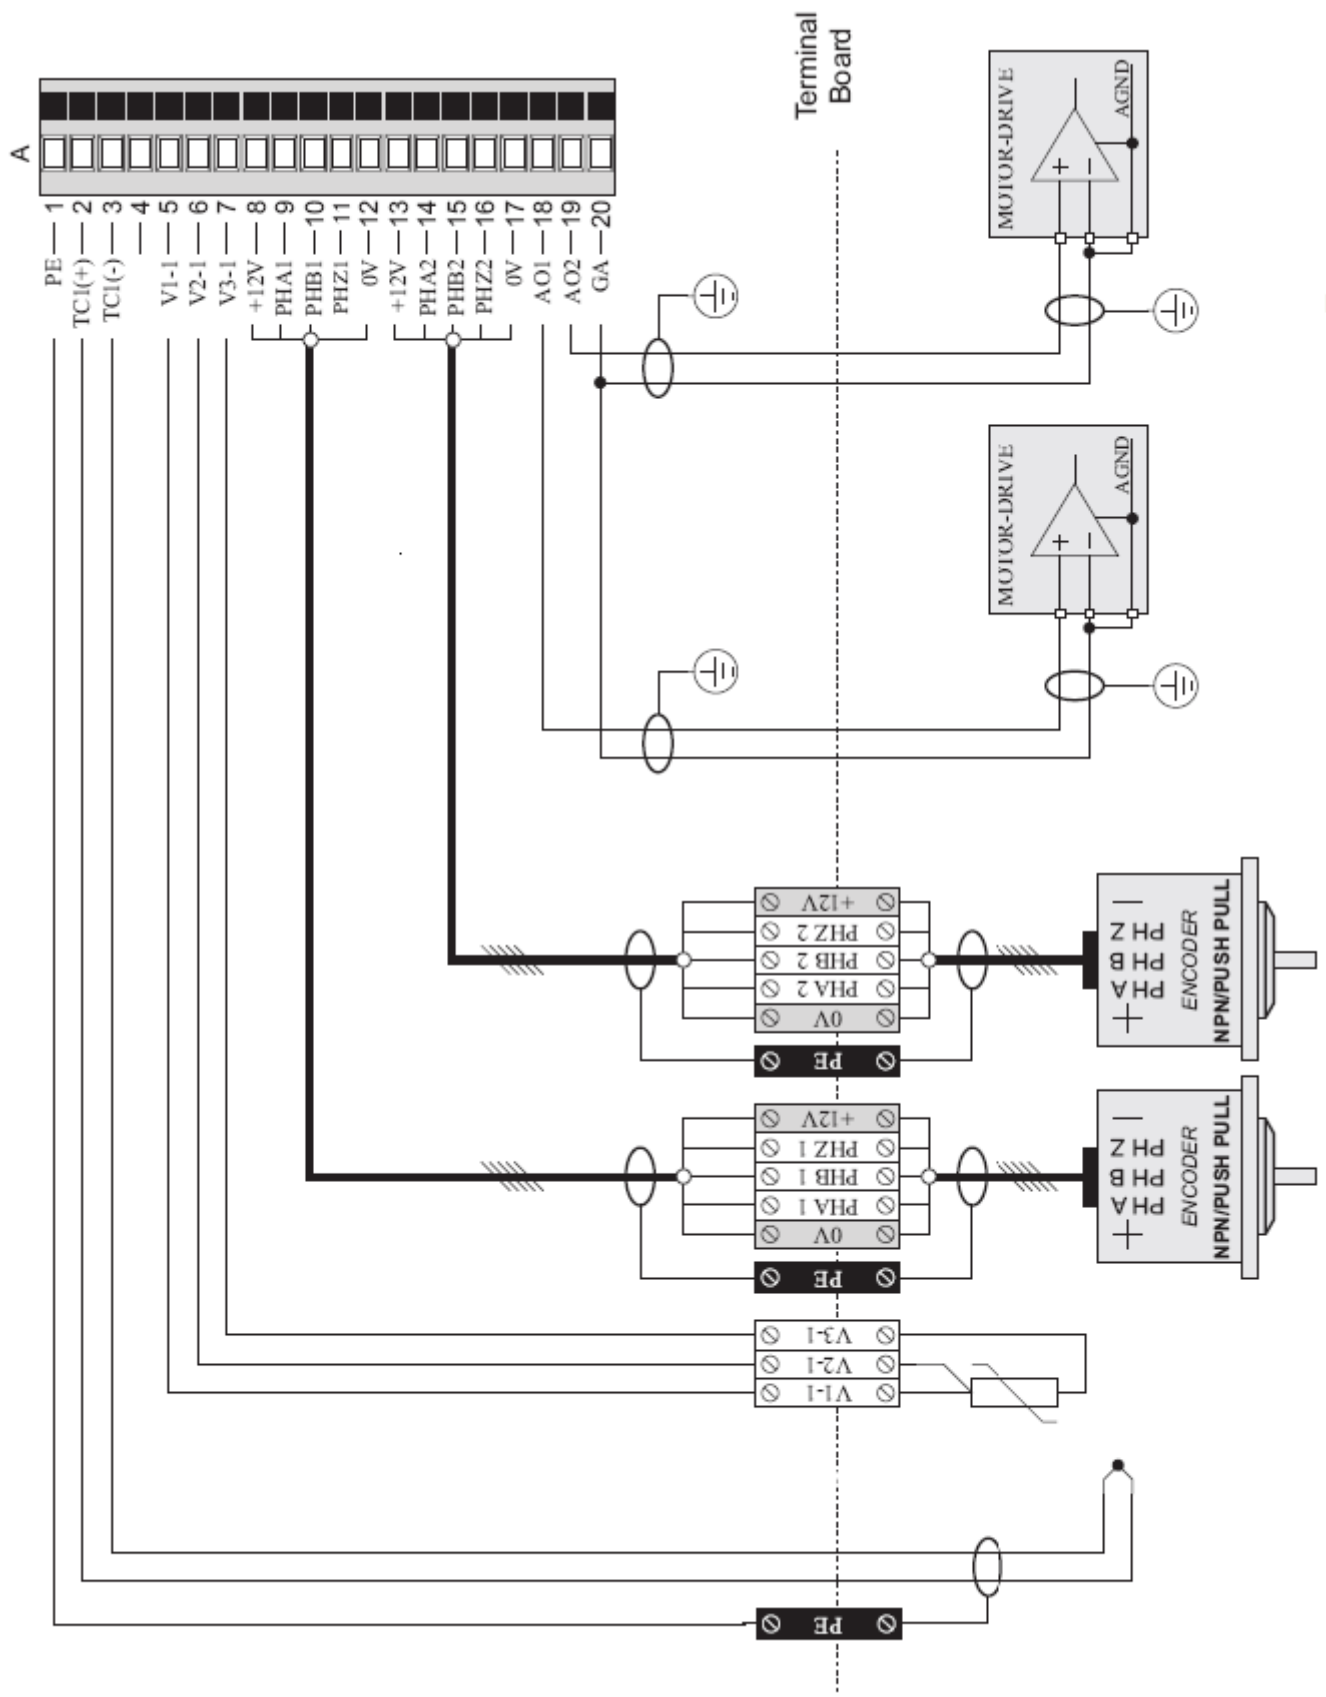 A
PE 1
TC1(+) 2
TC1(-) 3
4
V1-1 5
V2-1 6
V3-1 7
+12V 8
PHA1 9
PHB1 10
PHZ1 11
0V 12
+12V 13
PHA2 14
PHB2 15
PHZ2 16
0V 17
AO1 18
AO2 19
GA 20
Terminal
Board
MOTOR-DRIVE
+
−
AGND
MOTOR-DRIVE
+
−
AGND
+12V
PHZ 2
PHB 2
PHA 2
0V
PE
+ PH A PH B PH Z −
ENCODER
NPN/PUSH PULL
+12V
PHZ 1
PHB 1
PHA 1
0V
PE
+ PH A PH B PH Z −
ENCODER
NPN/PUSH PULL
V3-1
V2-1
V1-1
PE